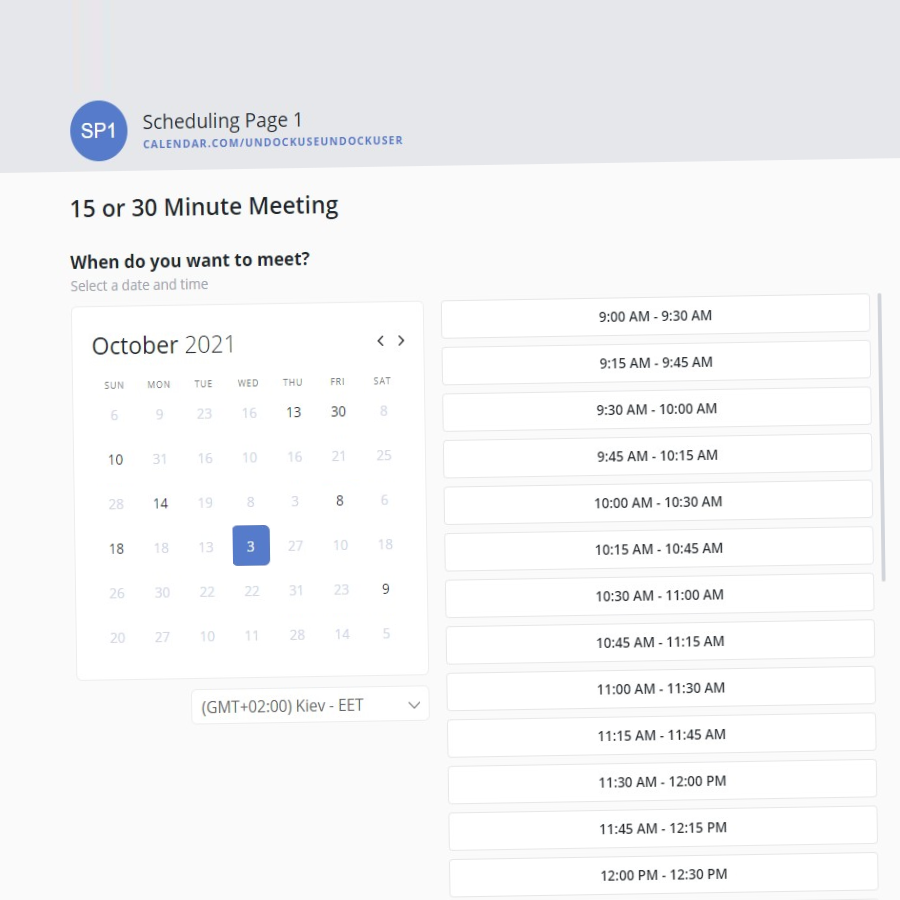 SP1
Scheduling Page 1
CALENDAR.COM/UNDOCKUSEUNDOCKUSER
15 or 30 Minute Meeting
When do you want to meet?
Select a date and time
October 2021
SUN MON TUE WED THU FRI SAT
6 9 23 16 13 30 8
10 31 16 10 16 21 25
28 14 19 8 3 8 6
18 18 13 3 27 10 18
26 30 22 22 31 23 9
20 27 10 11 28 14 5
(GMT+02:00) Kiev - EET
9:00 AM - 9:30 AM
9:15 AM - 9:45 AM
9:30 AM - 10:00 AM
9:45 AM - 10:15 AM
10:00 AM - 10:30 AM
10:15 AM - 10:45 AM
10:30 AM - 11:00 AM
10:45 AM - 11:15 AM
11:00 AM - 11:30 AM
11:15 AM - 11:45 AM
11:30 AM - 12:00 PM
11:45 AM - 12:15 PM
12:00 PM - 12:30 PM